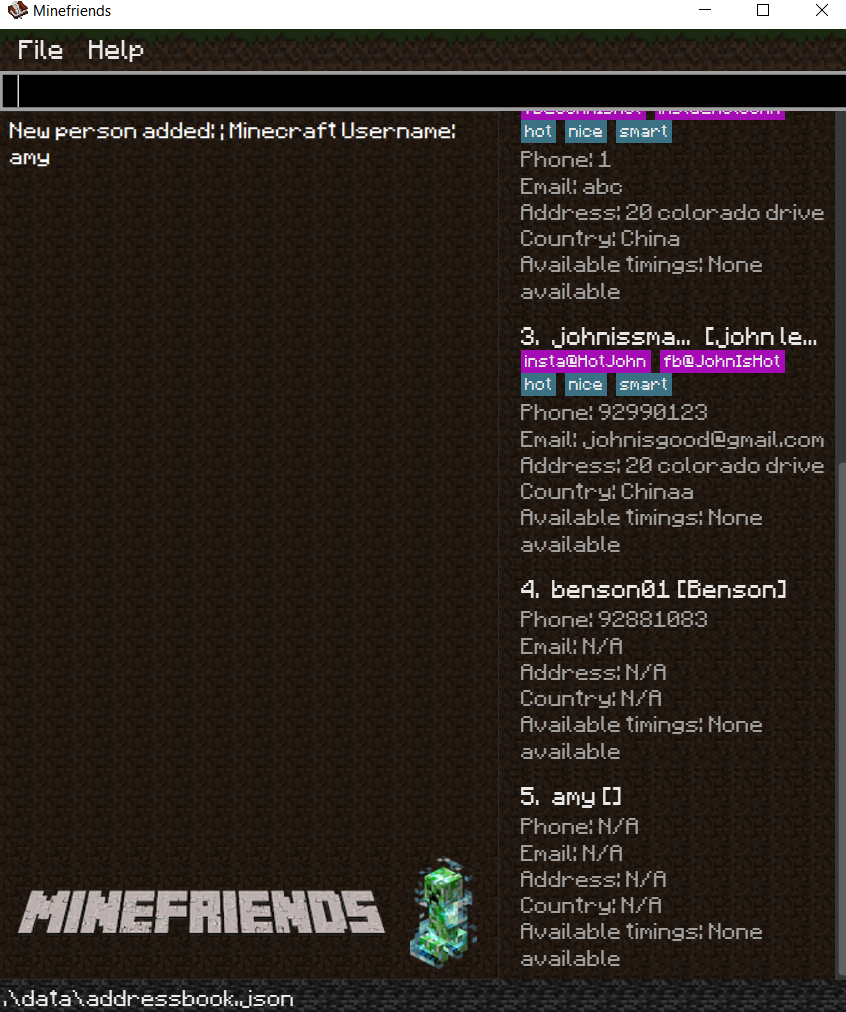 Minefriends
File Help
New person added: ; Minecraft Username:
amy
hot nice smart
Phone: 1
Email: abc
Address: 20 colorado drive
Country: China
Available timings: None
available
3. johnissma... [john le...
insta@HotJohn fb@JohnIsHot
hot nice smart
Phone: 92990123
Email: johnisgood@gmail.com
Address: 20 colorado drive
Country: Chinaa
Available timings: None
available
4. benson01 [Benson]
Phone: 92881083
Email: N/A
Address: N/A
Country: N/A
Available timings: None
available
5. amy []
Phone: N/A
Email: N/A
Address: N/A
Country: N/A
Available timings: None
available
MINEFRIENDS
.\data\addressbook.json